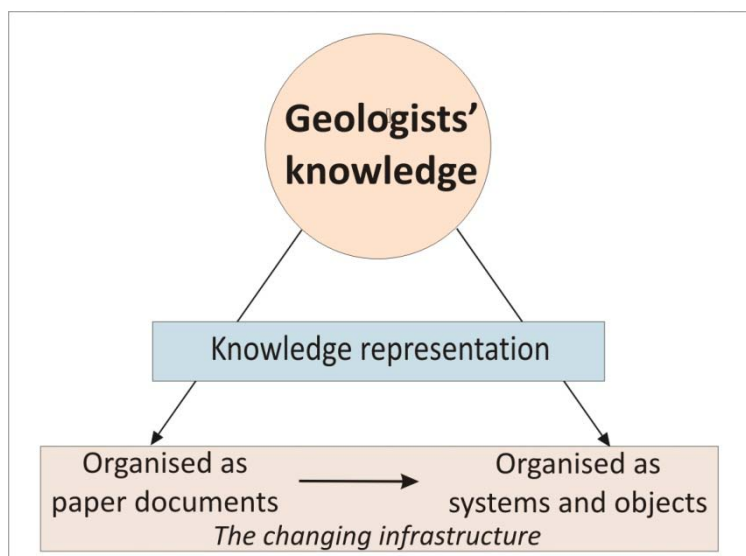 Geologists’
knowledge
Knowledge representation
Organised as
paper documents
Organised as
systems and objects
The changing infrastructure